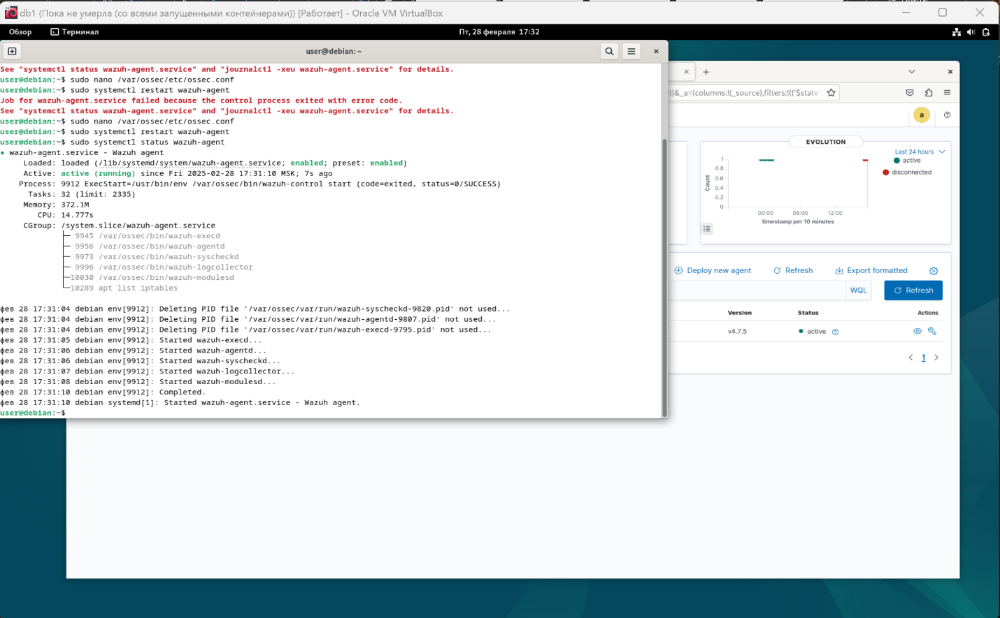 db1 (Пока не умерла (со всеми запущенными контейнерами)) [Работает] - Oracle VM VirtualBox
Обзор
Терминал
Пт, 28 февраля 17:32
user@debian: ~
See "systemctl status wazuh-agent.service" and "journalctl -xeu wazuh-agent.service" for details.
user@debian:~$ sudo nano /var/ossec/etc/ossec.conf
user@debian:~$ sudo systemctl restart wazuh-agent
Job for wazuh-agent.service failed because the control process exited with error code.
See "systemctl status wazuh-agent.service" and "journalctl -xeu wazuh-agent.service" for details.
user@debian:~$ sudo nano /var/ossec/etc/ossec.conf
user@debian:~$ sudo systemctl restart wazuh-agent
user@debian:~$ sudo systemctl status wazuh-agent
● wazuh-agent.service - Wazuh agent
Loaded: loaded (/lib/systemd/system/wazuh-agent.service; enabled; preset: enabled)
Active: active (running) since Fri 2025-02-28 17:31:10 MSK; 7s ago
Process: 9912 ExecStart=/usr/bin/env /var/ossec/bin/wazuh-control start (code=exited, status=0/SUCCESS)
Tasks: 32 (limit: 2335)
Memory: 372.1M
CPU: 14.777s
CGroup: /system.slice/wazuh-agent.service
├─ 9945 /var/ossec/bin/wazuh-execd
├─ 9956 /var/ossec/bin/wazuh-agentd
├─ 9973 /var/ossec/bin/wazuh-syscheckd
├─ 9996 /var/ossec/bin/wazuh-logcollector
├─10030 /var/ossec/bin/wazuh-modulesd
└─10289 apt list iptables
фев 28 17:31:04 debian env[9912]: Deleting PID file '/var/ossec/var/run/wazuh-syscheckd-9820.pid' not used...
фев 28 17:31:04 debian env[9912]: Deleting PID file '/var/ossec/var/run/wazuh-agentd-9807.pid' not used...
фев 28 17:31:04 debian env[9912]: Deleting PID file '/var/ossec/var/run/wazuh-execd-9795.pid' not used...
фев 28 17:31:05 debian env[9912]: Started wazuh-execd...
фев 28 17:31:06 debian env[9912]: Started wazuh-agentd...
фев 28 17:31:06 debian env[9912]: Started wazuh-syscheckd...
фев 28 17:31:07 debian env[9912]: Started wazuh-logcollector...
фев 28 17:31:08 debian env[9912]: Started wazuh-modulesd...
фев 28 17:31:10 debian env[9912]: Completed.
фев 28 17:31:10 debian systemd[1]: Started wazuh-agent.service - Wazuh agent.
user@debian:~$
))&_a=(columns:!(_source),filters:!(('$state'
a
EVOLUTION
Last 24 hours
active
disconnected
Count
1
0.8
0.6
0.4
0.2
0
00:00 06:00 12:00
timestamp per 10 minutes
Deploy new agent
Refresh
Export formatted
WQL
Refresh
Version Status Actions
v4.7.5 active
1